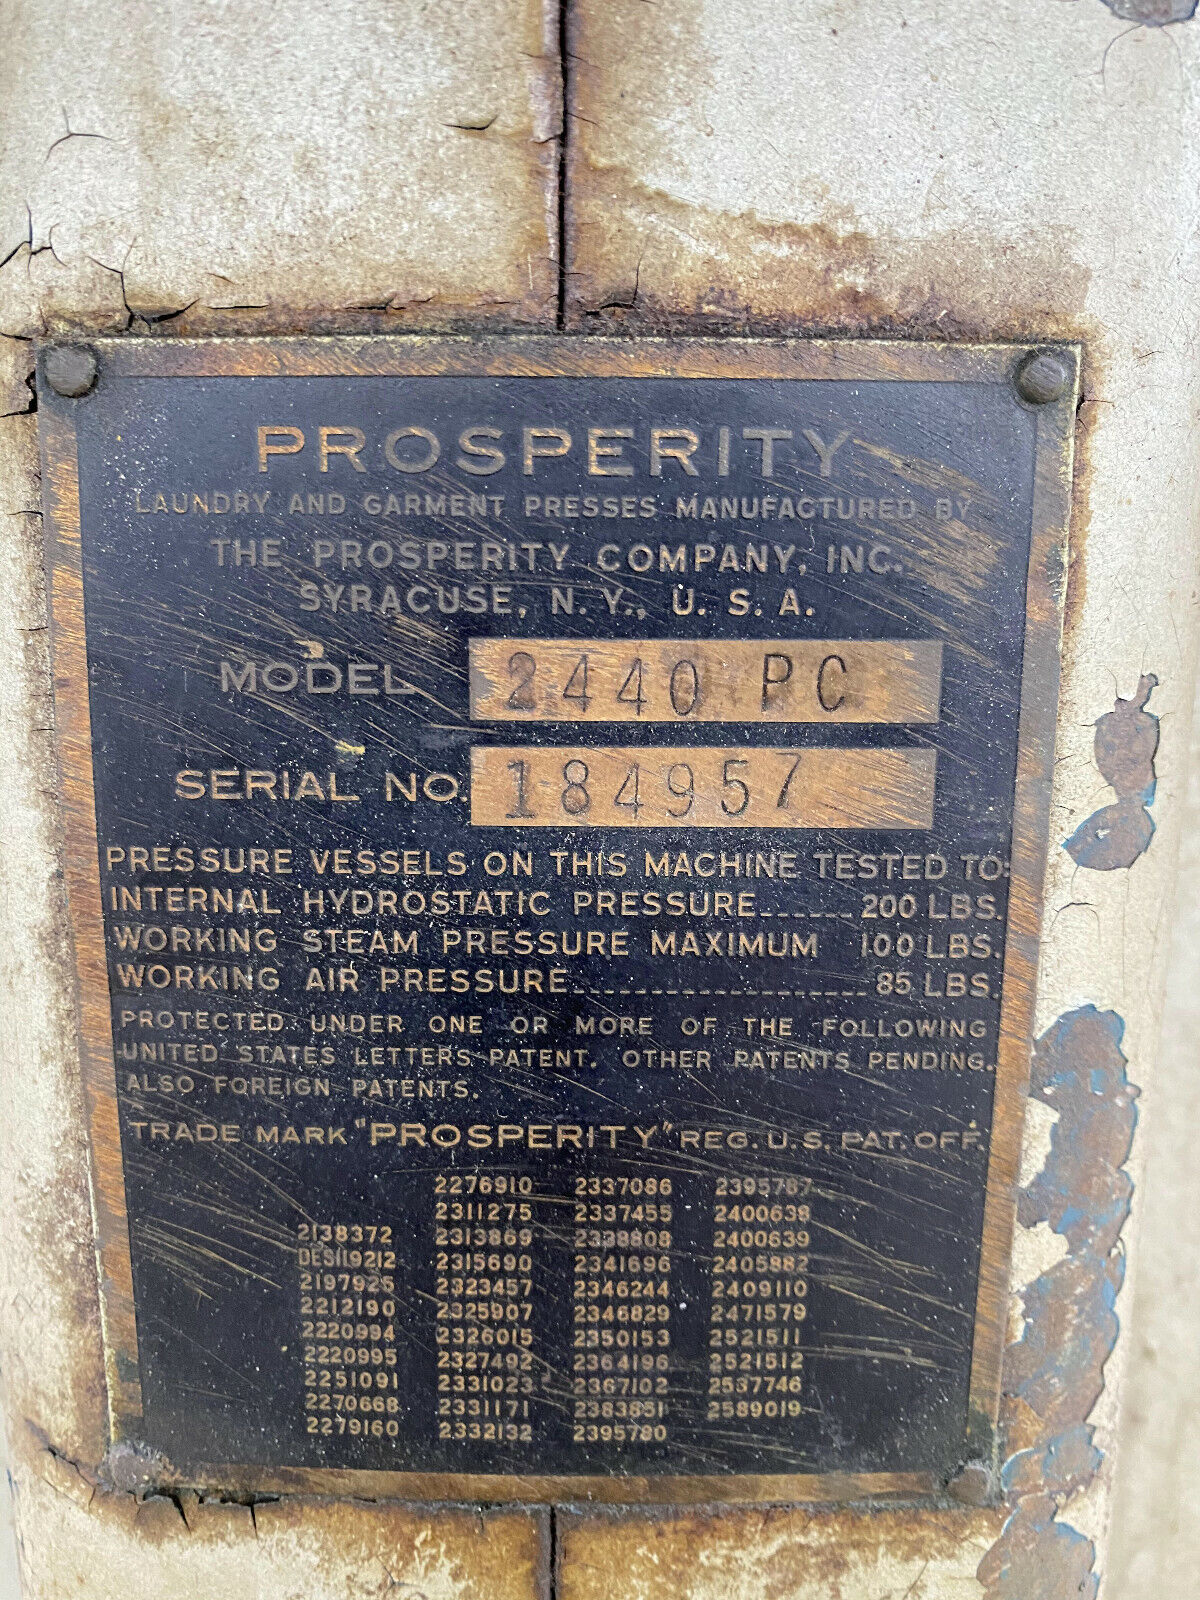 PROSPERITY
LAUNDRY AND GARMENT PRESSES MANUFACTURED BY
THE PROSPERITY COMPANY, INC.
SYRACUSE, N. Y., U. S. A.
MODEL 2440 PC
SERIAL NO. 184957
PRESSURE VESSELS ON THIS MACHINE TESTED TO:
INTERNAL HYDROSTATIC PRESSURE______ 200 LBS.
WORKING STEAM PRESSURE MAXIMUM 100 LBS.
WORKING AIR PRESSURE___________________ 85 LBS.
PROTECTED UNDER ONE OR MORE OF THE FOLLOWING
UNITED STATES LETTERS PATENT. OTHER PATENTS PENDING.
ALSO FOREIGN PATENTS.
TRADE MARK "PROSPERITY" REG. U.S. PAT. OFF.
2276910 2337086 2395787
2311275 2337455 2400638
2138372 2313869 2338808 2400639
DES119212 2315690 2341696 2405882
2197925 2323457 2346244 2409110
2212190 2325907 2346829 2471579
2220994 2326015 2350153 2521511
2220995 2327492 2364196 2521512
2251091 2331023 2367102 2537746
2270668 2331171 2383851 2589019
2279160 2332132 2395780